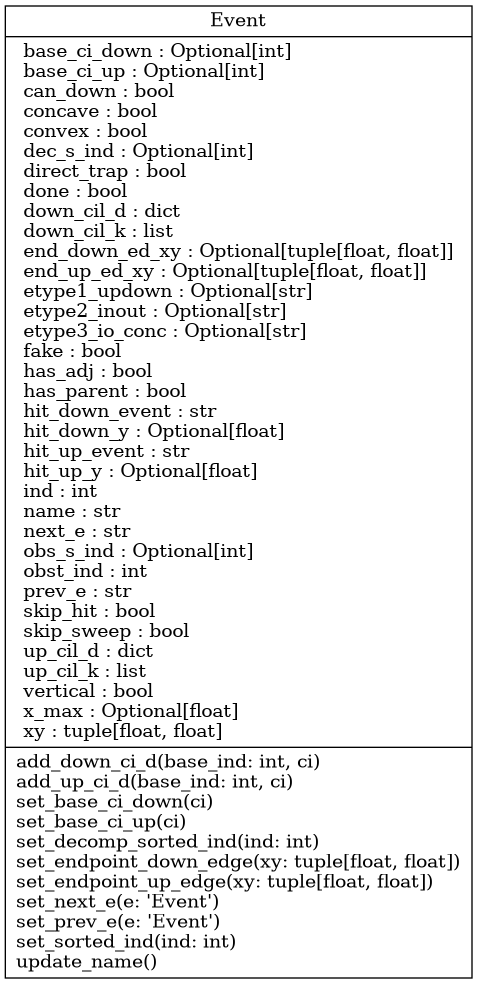 Event
base_ci_down : Optional[int]
base_ci_up : Optional[int]
can_down : bool
concave : bool
convex : bool
dec_s_ind : Optional[int]
direct_trap : bool
done : bool
down_cil_d : dict
down_cil_k : list
end_down_ed_xy : Optional[tuple[float, float]]
end_up_ed_xy : Optional[tuple[float, float]]
etype1_updown : Optional[str]
etype2_inout : Optional[str]
etype3_io_conc : Optional[str]
fake : bool
has_adj : bool
has_parent : bool
hit_down_event : str
hit_down_y : Optional[float]
hit_up_event : str
hit_up_y : Optional[float]
ind : int
name : str
next_e : str
obs_s_ind : Optional[int]
obst_ind : int
prev_e : str
skip_hit : bool
skip_sweep : bool
up_cil_d : dict
up_cil_k : list
vertical : bool
x_max : Optional[float]
xy : tuple[float, float]
add_down_ci_d(base_ind: int, ci)
add_up_ci_d(base_ind: int, ci)
set_base_ci_down(ci)
set_base_ci_up(ci)
set_decomp_sorted_ind(ind: int)
set_endpoint_down_edge(xy: tuple[float, float])
set_endpoint_up_edge(xy: tuple[float, float])
set_next_e(e: 'Event')
set_prev_e(e: 'Event')
set_sorted_ind(ind: int)
update_name()